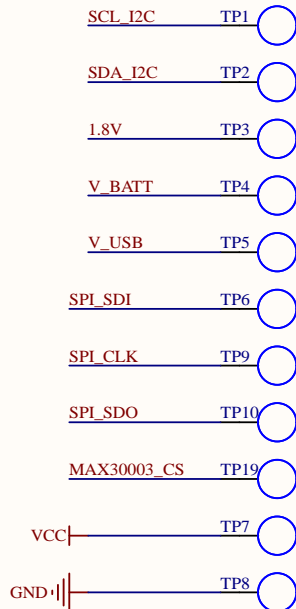 SCL_I2C TP1
SDA_I2C TP2
1.8V TP3
V_BATT TP4
V_USB TP5
SPI_SDI TP6
SPI_CLK TP9
SPI_SDO TP10
MAX30003_CS TP19
VCC TP7
GND TP8